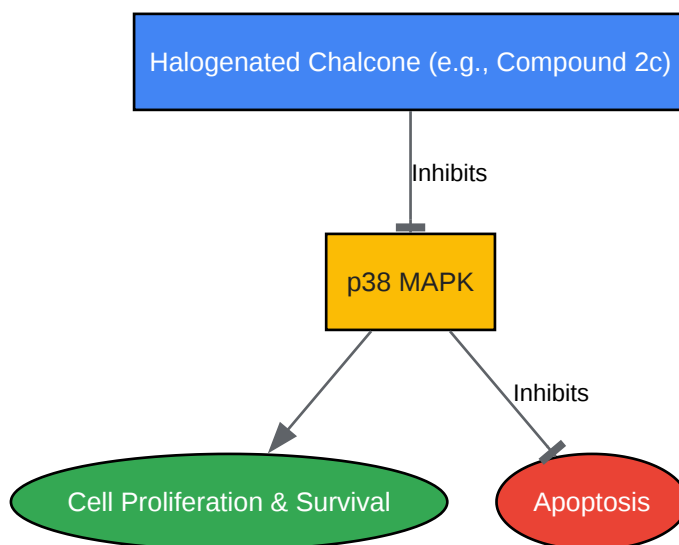 Halogenated Chalcone (e.g., Compound 2c)
Inhibits
p38 MAPK
Inhibits
Cell Proliferation & Survival
Apoptosis